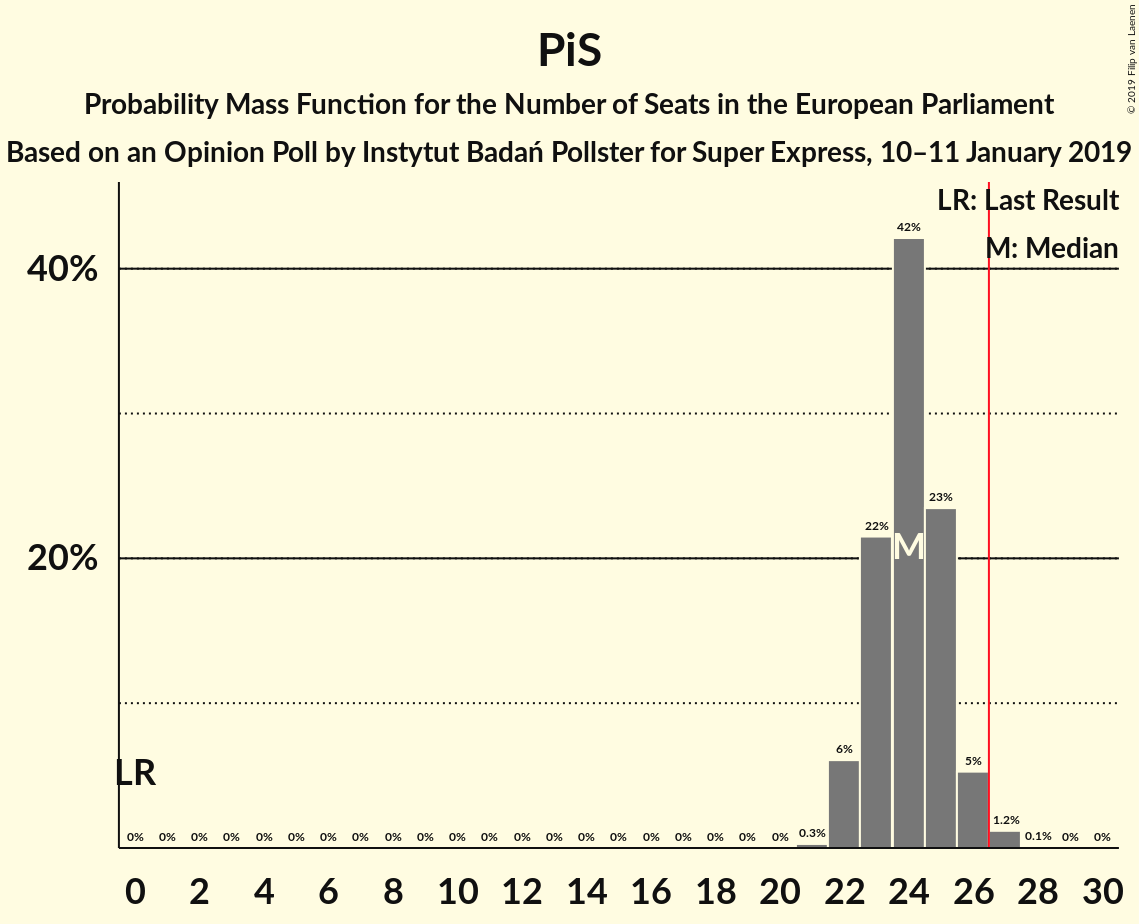 PiS
Probability Mass Function for the Number of Seats in the European Parliament
Based on an Opinion Poll by Instytut Badań Pollster for Super Express, 10–11 January 2019
© 2019 Filip van Laenen
LR: Last Result
M: Median
40%
20%
42%
23%
22%
M
6%
5%
LR
0% 0% 0% 0% 0% 0% 0% 0% 0% 0% 0% 0% 0% 0% 0% 0% 0% 0% 0% 0% 0% 0.3% 1.2% 0.1% 0% 0%
0 2 4 6 8 10 12 14 16 18 20 22 24 26 28 30